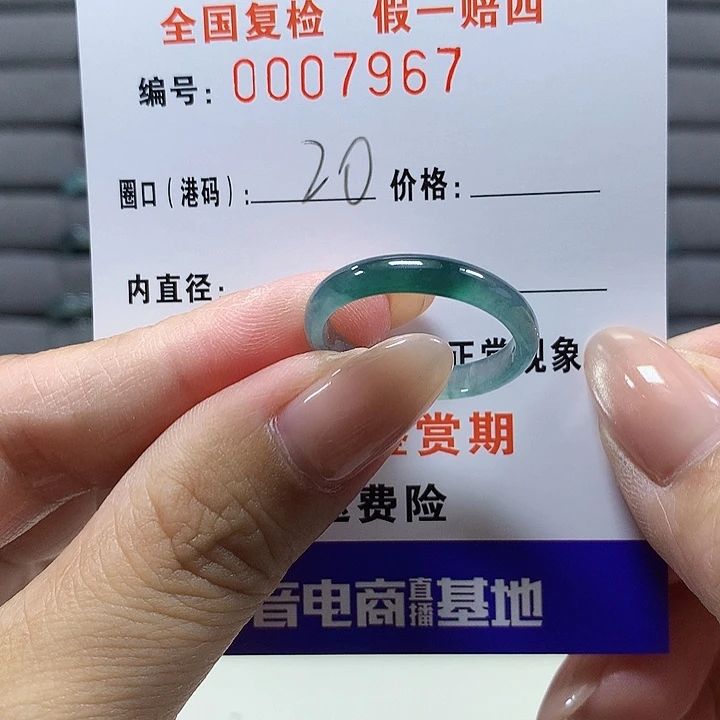 全国复检 假一赔四
编号: 0007967
圈口(港码): 20 价格:
内直径:
正常现象
赏期
费险
音电商直播基地